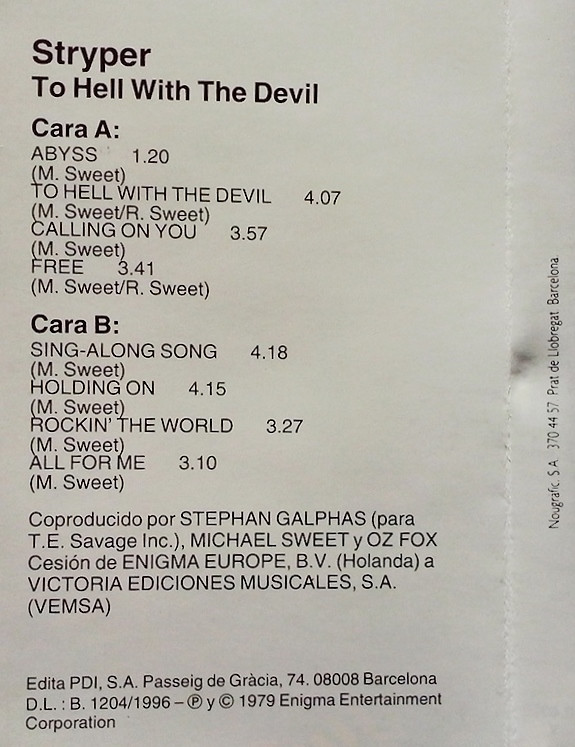 Stryper
To Hell With The Devil
Cara A:
ABYSS 1.20
(M. Sweet)
TO HELL WITH THE DEVIL 4.07
(M. Sweet/R. Sweet)
CALLING ON YOU 3.57
(M. Sweet)
FREE 3.41
(M. Sweet/R. Sweet)
Cara B:
SING-ALONG SONG 4.18
(M. Sweet)
HOLDING ON 4.15
(M. Sweet)
ROCKIN' THE WORLD 3.27
(M. Sweet)
ALL FOR ME 3.10
(M. Sweet)
Coproducido por STEPHAN GALPHAS (para
T.E. Savage Inc.), MICHAEL SWEET y OZ FOX
Cesión de ENIGMA EUROPE, B.V. (Holanda) a
VICTORIA EDICIONES MUSICALES, S.A.
(VEMSA)
Edita PDI, S.A. Passeig de Gràcia, 74. 08008 Barcelona
D.L. : B. 1204/1996 – Ⓟ y © 1979 Enigma Entertainment
Corporation
Nougrafic, S.A. 370 44 57 Prat de Llobregat Barcelona